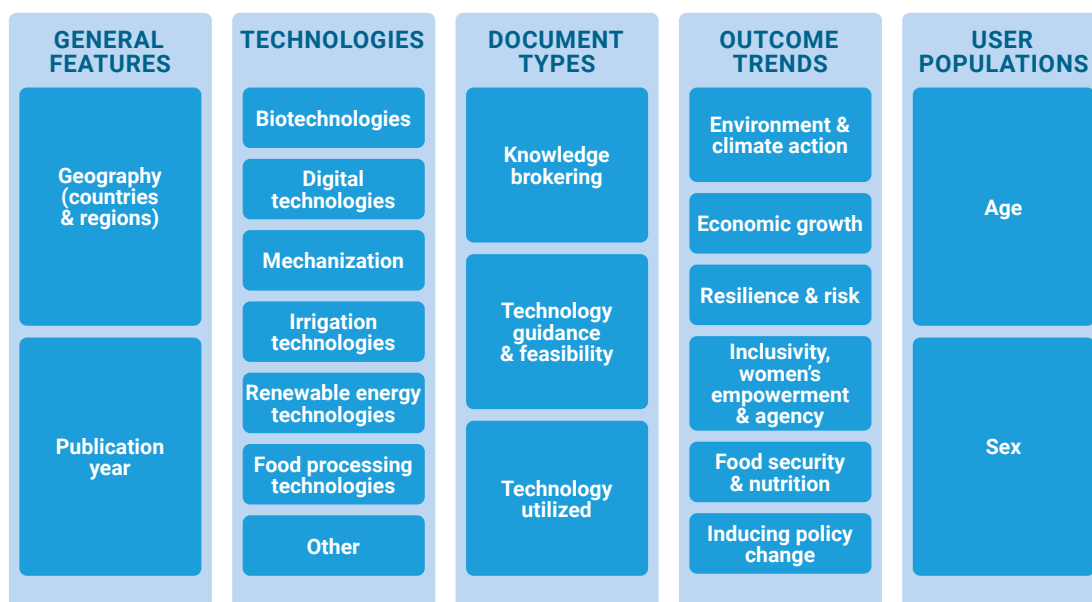 GENERAL
FEATURES
Geography
(countries
& regions)
Publication
year
TECHNOLOGIES
Biotechnologies
Digital
technologies
Mechanization
Irrigation
technologies
Renewable energy
technologies
Food processing
technologies
Other
DOCUMENT
TYPES
Knowledge
brokering
Technology
guidance
& feasibility
Technology
utilized
OUTCOME
TRENDS
Environment &
climate action
Economic growth
Resilience & risk
Inclusivity,
women’s
empowerment
& agency
Food security
& nutrition
Inducing policy
change
USER
POPULATIONS
Age
Sex